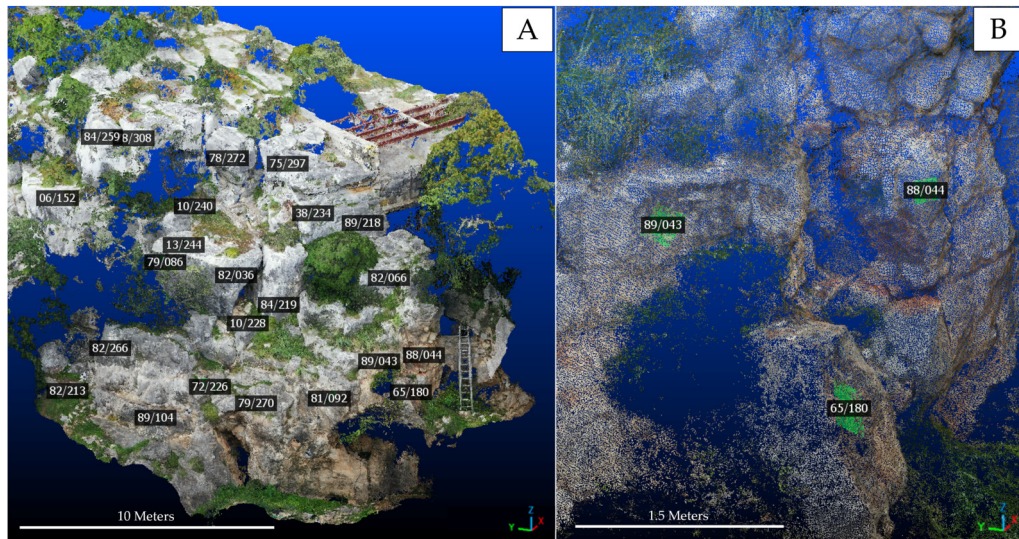 A
84/259
8/308
78/272
75/297
06/152
10/240
38/234
89/218
13/244
79/086
82/036
82/066
84/219
10/228
82/266
89/043
88/044
82/213
72/226
65/180
79/270
81/092
89/104
10 Meters
Z
Y
X
B
88/044
89/043
65/180
1.5 Meters
Z
Y
X